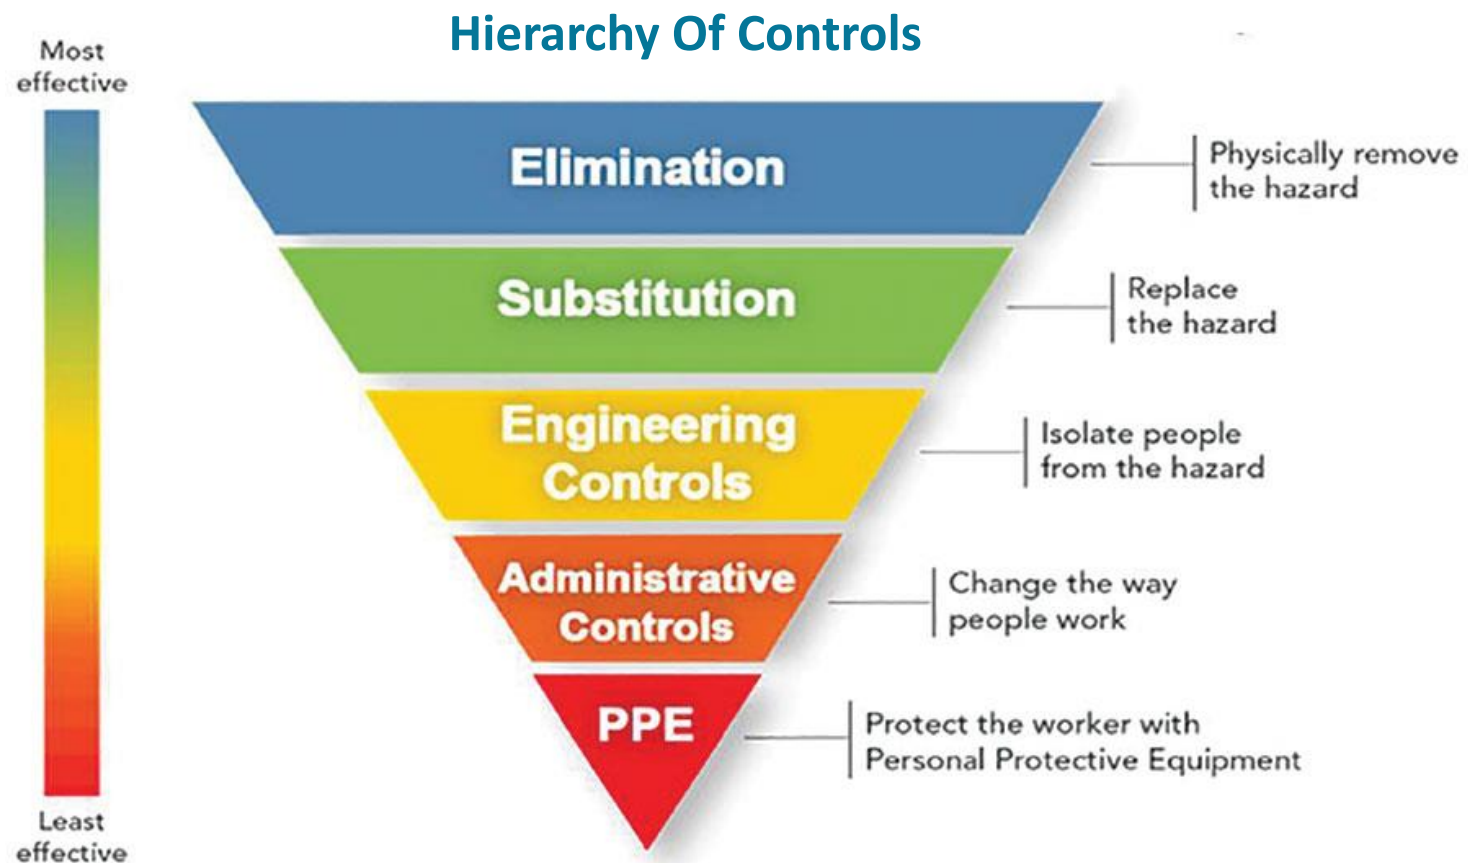 Hierarchy Of Controls
Most
effective
Elimination
Physically remove
the hazard
Substitution
Replace
the hazard
Engineering
Controls
Isolate people
from the hazard
Administrative
Controls
Change the way
people work
PPE
Protect the worker with
Personal Protective Equipment
Least
effective